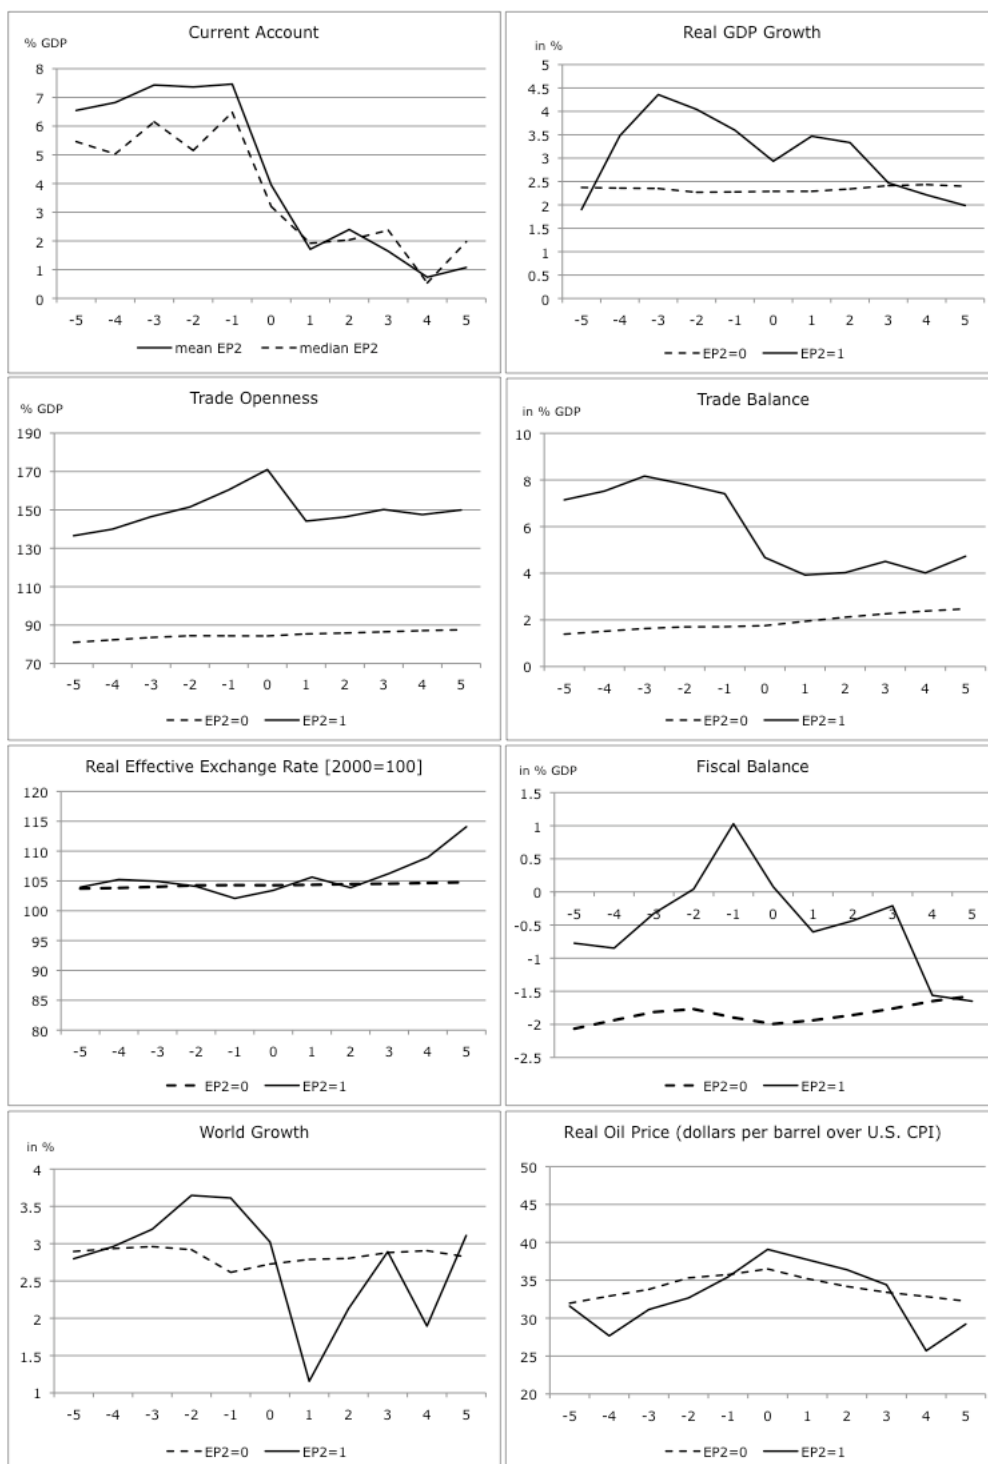 Current Account
% GDP
8
7
6
5
4
3
2
1
0
-5 -4 -3 -2 -1 0 1 2 3 4 5
mean EP2 median EP2
Real GDP Growth
in %
5
4.5
4
3.5
3
2.5
2
1.5
1
0.5
0
-5 -4 -3 -2 -1 0 1 2 3 4 5
EP2=0 EP2=1
Trade Openness
% GDP
190
170
150
130
110
90
70
-5 -4 -3 -2 -1 0 1 2 3 4 5
EP2=0 EP2=1
Trade Balance
in % GDP
10
8
6
4
2
0
-5 -4 -3 -2 -1 0 1 2 3 4 5
EP2=0 EP2=1
Real Effective Exchange Rate [2000=100]
120
115
110
105
100
95
90
85
80
-5 -4 -3 -2 -1 0 1 2 3 4 5
EP2=0 EP2=1
Fiscal Balance
in % GDP
1.5
1
0.5
0
-5 -4 -3 -2 -1 0 1 2 3 4 5
-0.5
-1
-1.5
-2
-2.5
EP2=0 EP2=1
World Growth
in %
4
3.5
3
2.5
2
1.5
1
-5 -4 -3 -2 -1 0 1 2 3 4 5
EP2=0 EP2=1
Real Oil Price (dollars per barrel over U.S. CPI)
50
45
40
35
30
25
20
-5 -4 -3 -2 -1 0 1 2 3 4 5
EP2=0 EP2=1